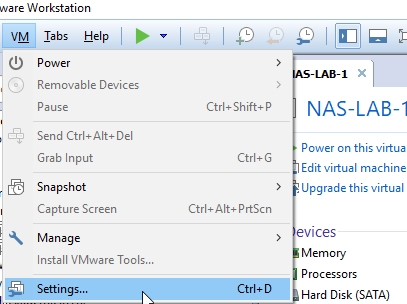 ware Workstation
VM Tabs Help
NAS-LAB-1
Power
Removable Devices
Pause Ctrl+Shift+P
Send Ctrl+Alt+Del
Grab Input Ctrl+G
Snapshot
Capture Screen Ctrl+Alt+PrtScn
Manage
Install VMware Tools...
Settings... Ctrl+D
NAS-LAB-1
Power on this virtua
Edit virtual machine
Upgrade this virtual
Devices
Memory
Processors
Hard Disk (SATA)